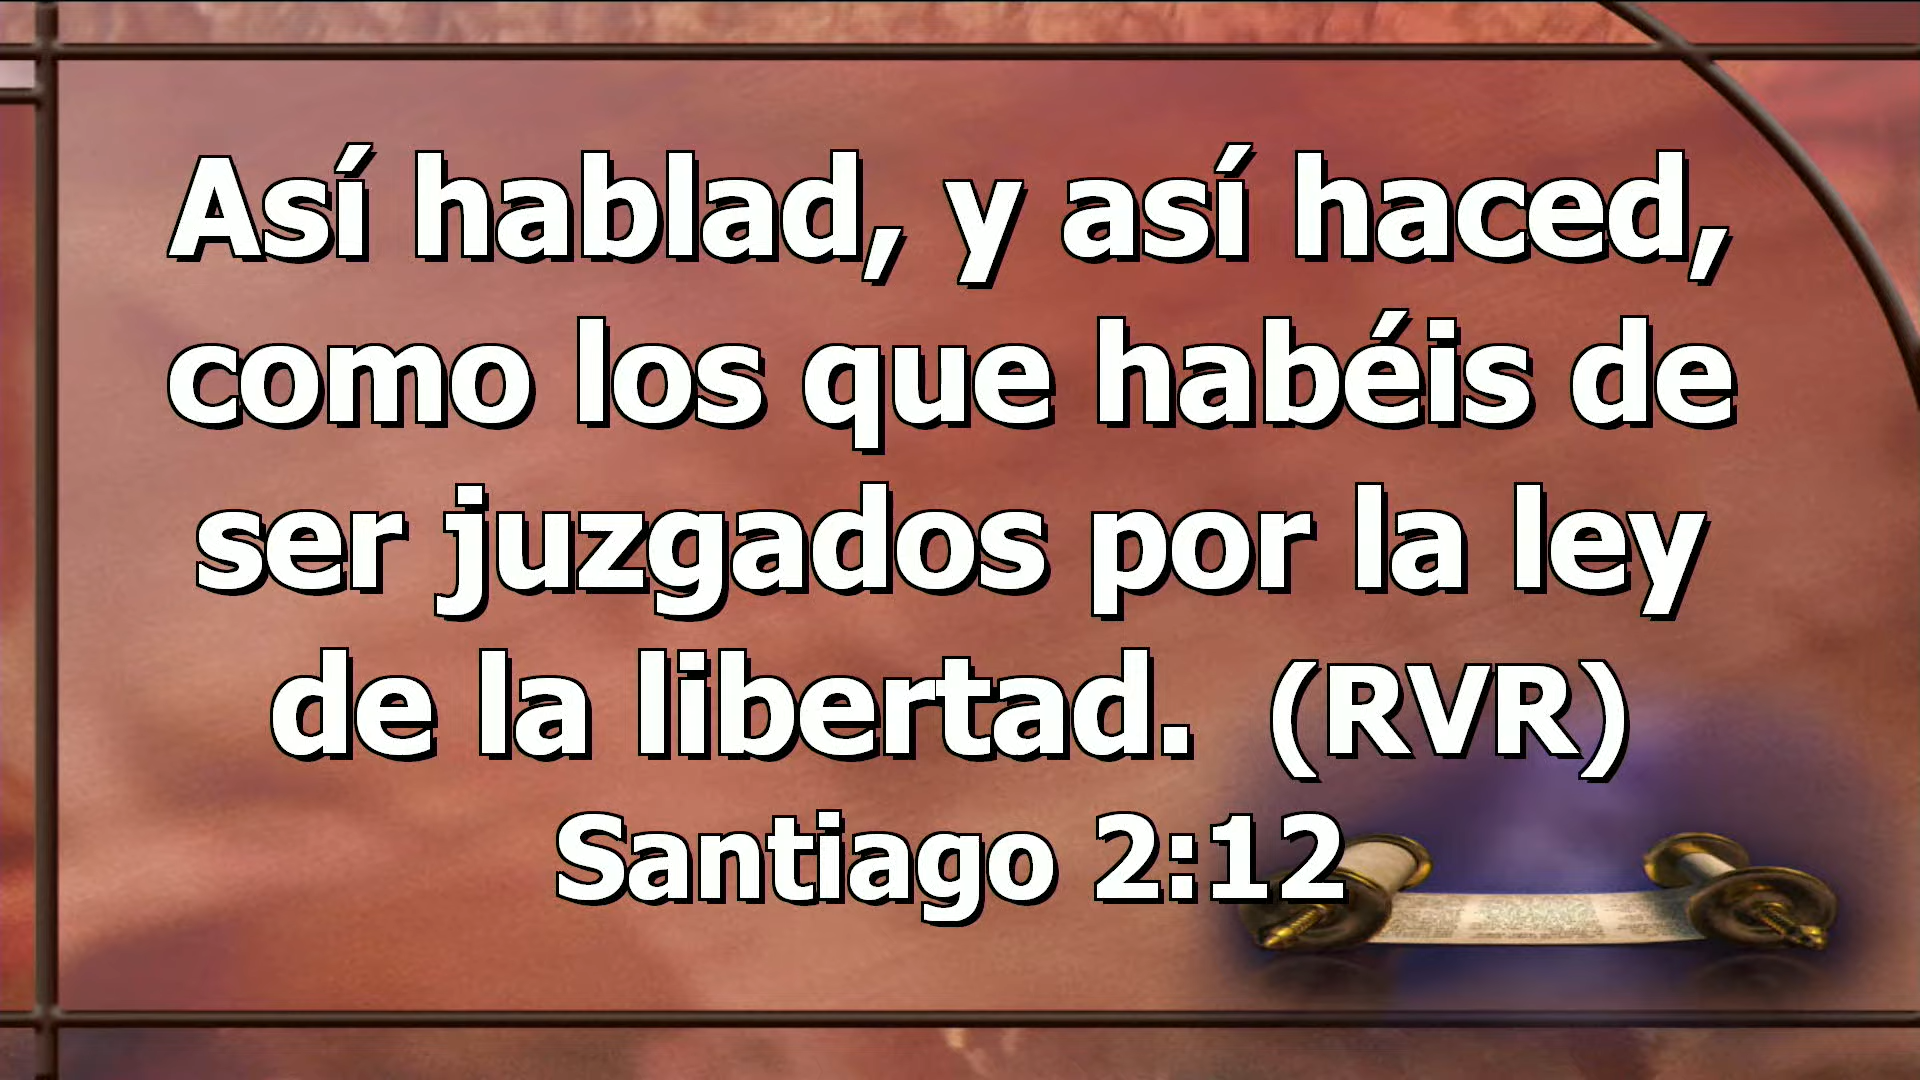 Así hablad, y así haced,
como los que habéis de
ser juzgados por la ley
de la libertad. (RVR)
Santiago 2:12